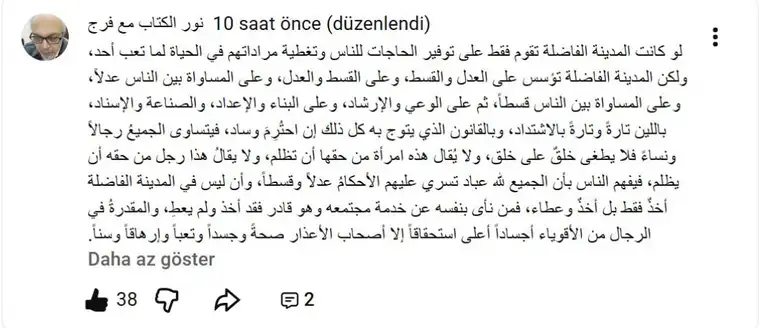 نور الكتاب مع فرج 10 saat önce (düzenlendi)
لو كانت المدينة الفاضلة تقوم فقط على توفير الحاجات للناس وتغطية مراداتهم في الحياة لما تعب أحد،
ولكن المدينة الفاضلة تؤسس على العدل والقسط، وعلى القسط والعدل، وعلى المساواة بين الناس عدلاً،
وعلى المساواة بين الناس قسطاً، ثم على الوعي والإرشاد، وعلى البناء والإعداد، والصناعة والإسناد،
باللين تارةً وتارةً بالاشتداد، وبالقانون الذي يتوج به كل ذلك إن احتُرِمَ وساد، فيتساوى الجميعُ رجالاً
ونساءً فلا يطغى خلقٌ على خلق، ولا يُقال هذه امرأة من حقها أن تظلم، ولا يقالُ هذا رجل من حقه أن
يظلم، فيفهم الناس بأن الجميع لله عباد تسري عليهم الأحكامُ عدلاً وقسطاً، وأن ليس في المدينة الفاضلة
أخذٌ فقط بل أخذٌ وعطاء، فمن نأى بنفسه عن خدمة مجتمعه وهو قادر فقد أخذ ولم يعطِ، والمقدرةُ في
الرجال من الأقوياء أجساداً أعلى استحقاقاً إلا أصحاب الأعذار صحةً وجسداً وتعباً وإرهاقاً وسناً.
Daha az göster
38 2